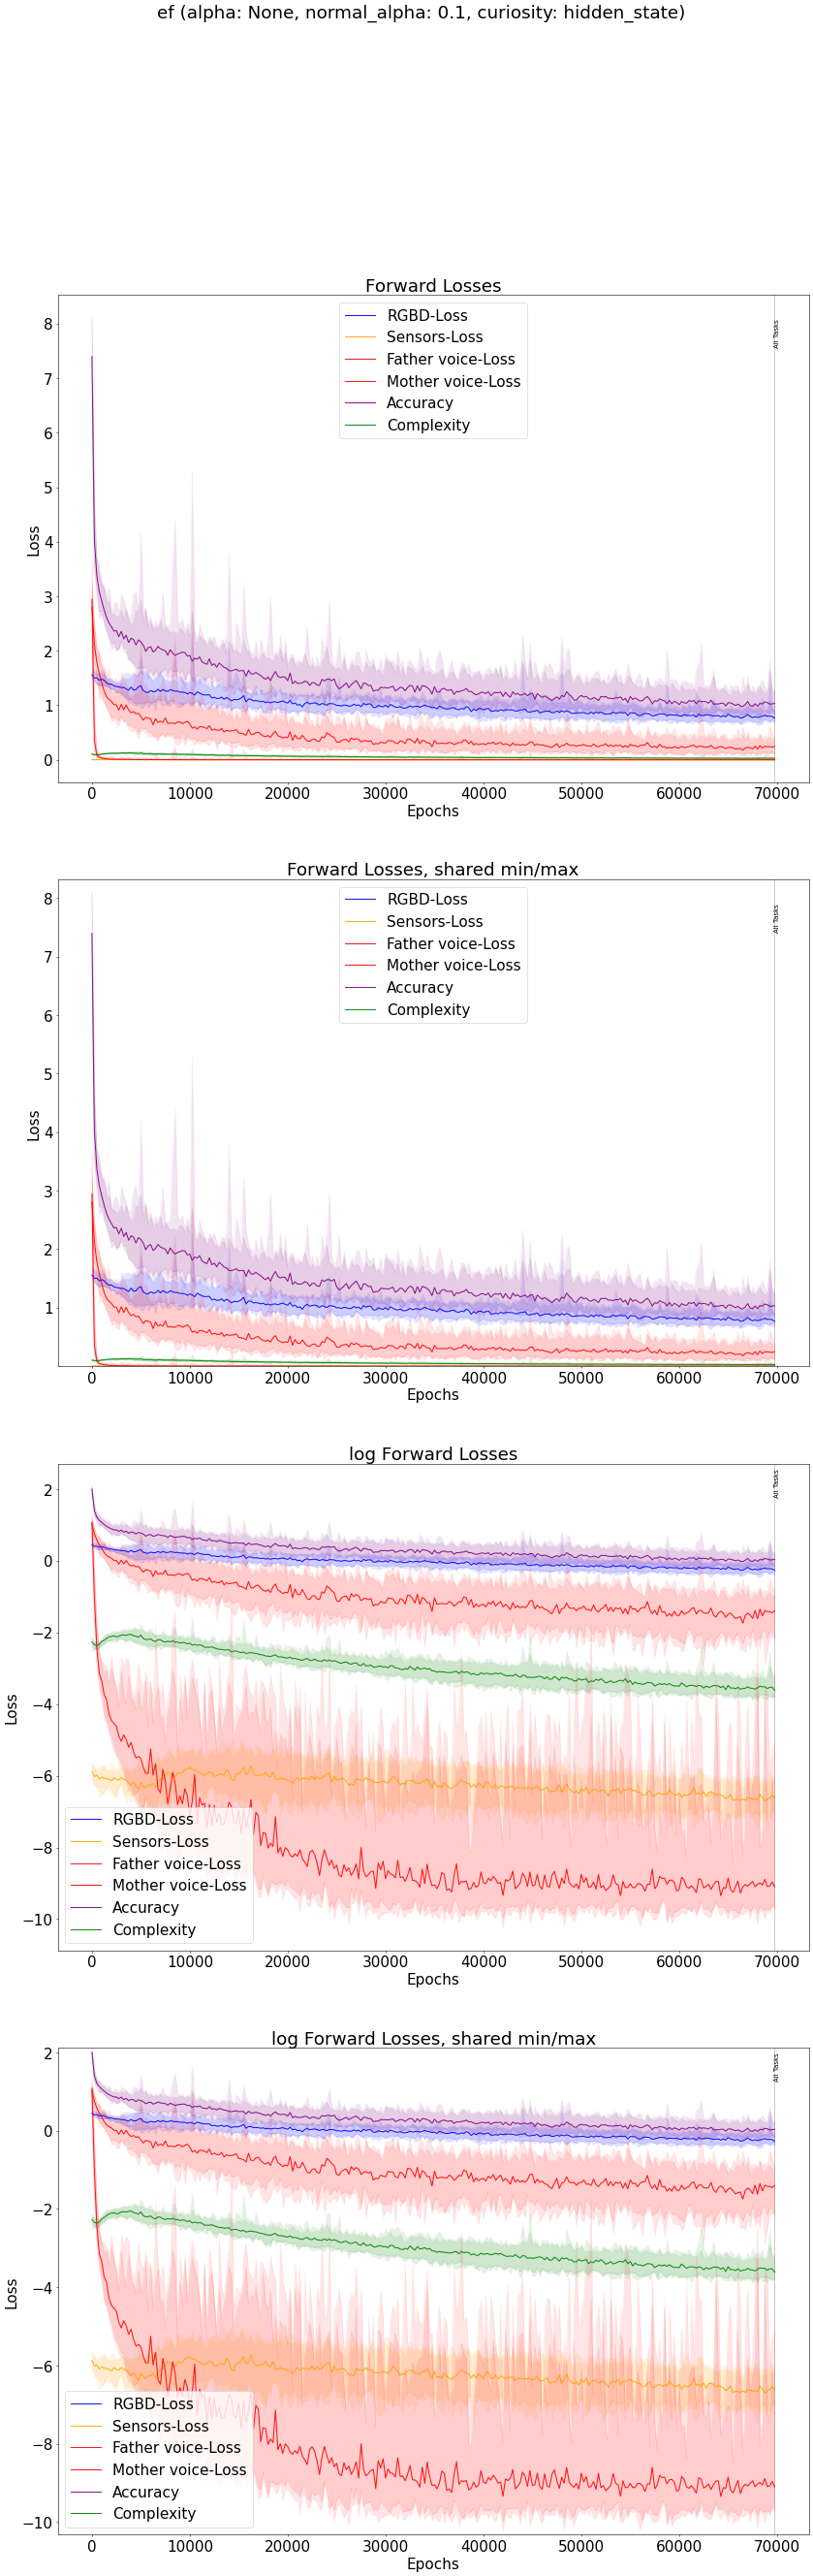 ef (alpha: None, normal_alpha: 0.1, curiosity: hidden_state)
Forward Losses
RGBD-Loss
Sensors-Loss
Father voice-Loss
Mother voice-Loss
Accuracy
Complexity
All Tasks
8
7
6
5
4
3
2
1
0
Loss
0 10000 20000 30000 40000 50000 60000 70000
Epochs
Forward Losses, shared min/max
RGBD-Loss
Sensors-Loss
Father voice-Loss
Mother voice-Loss
Accuracy
Complexity
All Tasks
8
7
6
5
4
3
2
1
Loss
0 10000 20000 30000 40000 50000 60000 70000
Epochs
log Forward Losses
All Tasks
2
0
−2
−4
−6
−8
−10
Loss
RGBD-Loss
Sensors-Loss
Father voice-Loss
Mother voice-Loss
Accuracy
Complexity
0 10000 20000 30000 40000 50000 60000 70000
Epochs
log Forward Losses, shared min/max
All Tasks
2
0
−2
−4
−6
−8
−10
Loss
RGBD-Loss
Sensors-Loss
Father voice-Loss
Mother voice-Loss
Accuracy
Complexity
0 10000 20000 30000 40000 50000 60000 70000
Epochs